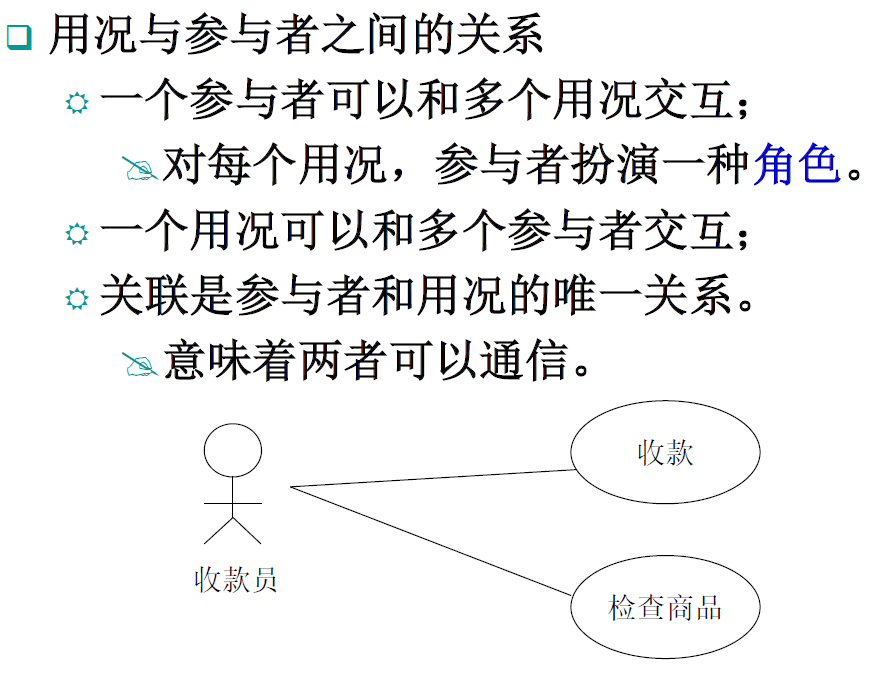 用况与参与者之间的关系
一个参与者可以和多个用况交互；
对每个用况，参与者扮演一种角色。
一个用况可以和多个参与者交互；
关联是参与者和用况的唯一关系。
意味着两者可以通信。
收款
收款员
检查商品